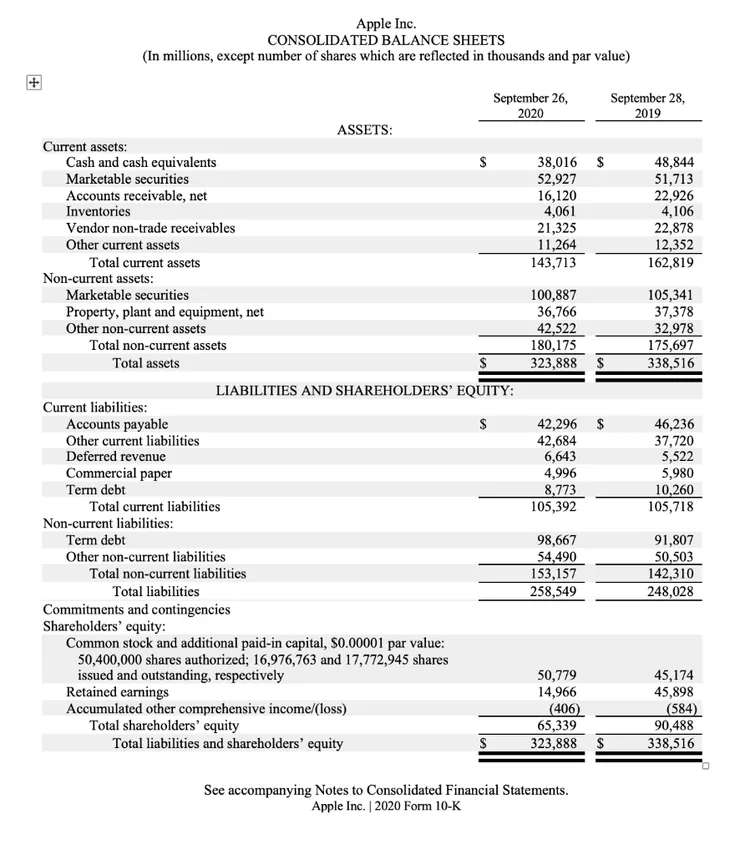 Apple Inc.
CONSOLIDATED BALANCE SHEETS
(In millions, except number of shares which are reflected in thousands and par value)
September 26, September 28,
2020 2019
ASSETS:
Current assets:
Cash and cash equivalents $ 38,016 $ 48,844
Marketable securities 52,927 51,713
Accounts receivable, net 16,120 22,926
Inventories 4,061 4,106
Vendor non-trade receivables 21,325 22,878
Other current assets 11,264 12,352
Total current assets 143,713 162,819
Non-current assets:
Marketable securities 100,887 105,341
Property, plant and equipment, net 36,766 37,378
Other non-current assets 42,522 32,978
Total non-current assets 180,175 175,697
Total assets $ 323,888 $ 338,516
LIABILITIES AND SHAREHOLDERS’ EQUITY:
Current liabilities:
Accounts payable $ 42,296 $ 46,236
Other current liabilities 42,684 37,720
Deferred revenue 6,643 5,522
Commercial paper 4,996 5,980
Term debt 8,773 10,260
Total current liabilities 105,392 105,718
Non-current liabilities:
Term debt 98,667 91,807
Other non-current liabilities 54,490 50,503
Total non-current liabilities 153,157 142,310
Total liabilities 258,549 248,028
Commitments and contingencies
Shareholders’ equity:
Common stock and additional paid-in capital, $0.00001 par value:
50,400,000 shares authorized; 16,976,763 and 17,772,945 shares
issued and outstanding, respectively 50,779 45,174
Retained earnings 14,966 45,898
Accumulated other comprehensive income/(loss) (406) (584)
Total shareholders’ equity 65,339 90,488
Total liabilities and shareholders’ equity $ 323,888 $ 338,516
See accompanying Notes to Consolidated Financial Statements.
Apple Inc. | 2020 Form 10-K